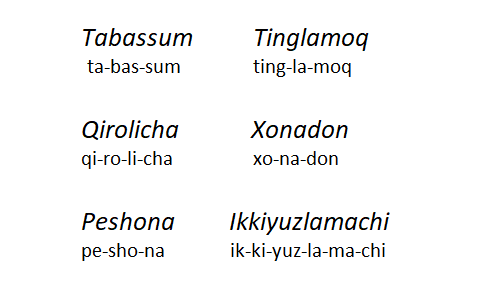 Tabassum Tinglamoq
ta-bas-sum ting-la-moq
Qirolicha Xonadon
qi-ro-li-cha xo-na-don
Peshona Ikkiyuzlamachi
pe-sho-na ik-ki-yuz-la-ma-chi